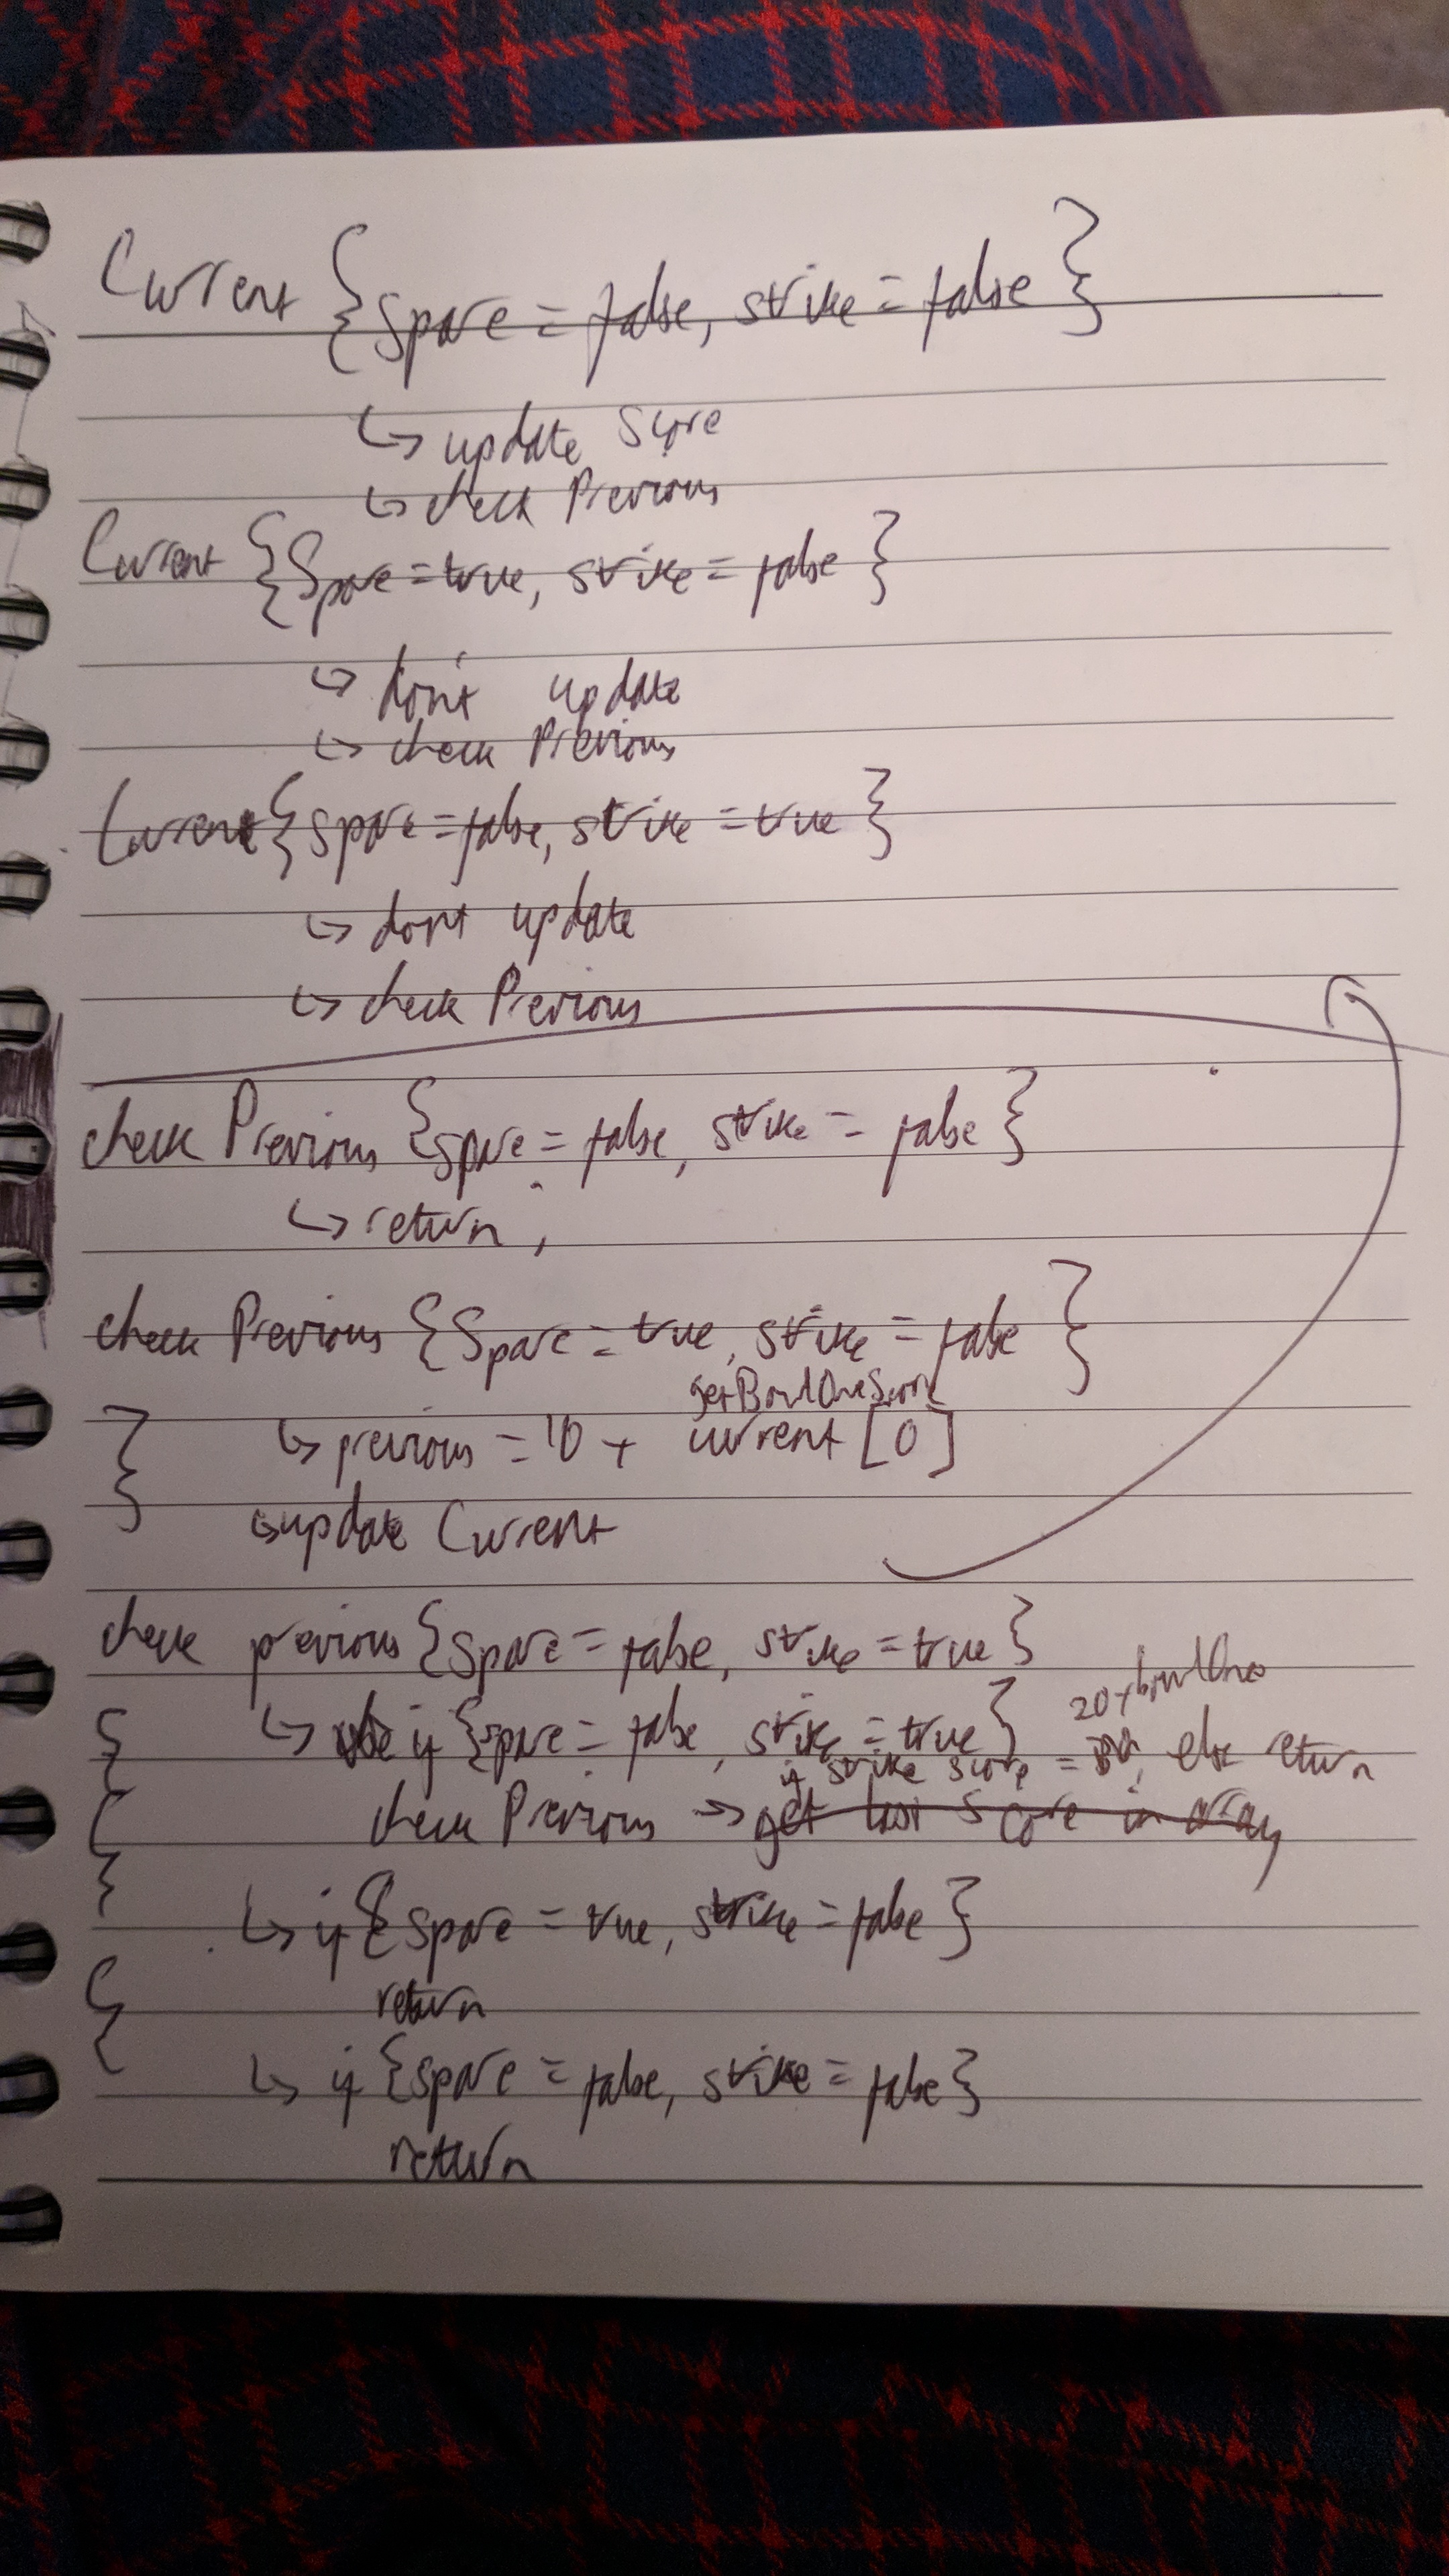 Current {Spare = false, strike = false}
↳ update score
↳ check Previous
Current {Spare = true, strike = false}
↳ don't update
↳ check Previous
Current {spare = false, strike = true}
↳ dont update
↳ check Previous
check Previous {spare = false, strike = false}
↳ return ;
check Previous {Spare = true, strike = false}
getBowlOneScore
↳ previous = 10 + current [0]
↳ update Current
check previous {spare = false, strike = true}
20 + bowlOne
↳ if {spare = false, strike = true}
if strike score = , else return
check Previous → get last score in array
↳ if {spare = true, strike = false}
return
↳ if {spare = false, strike = false}
return